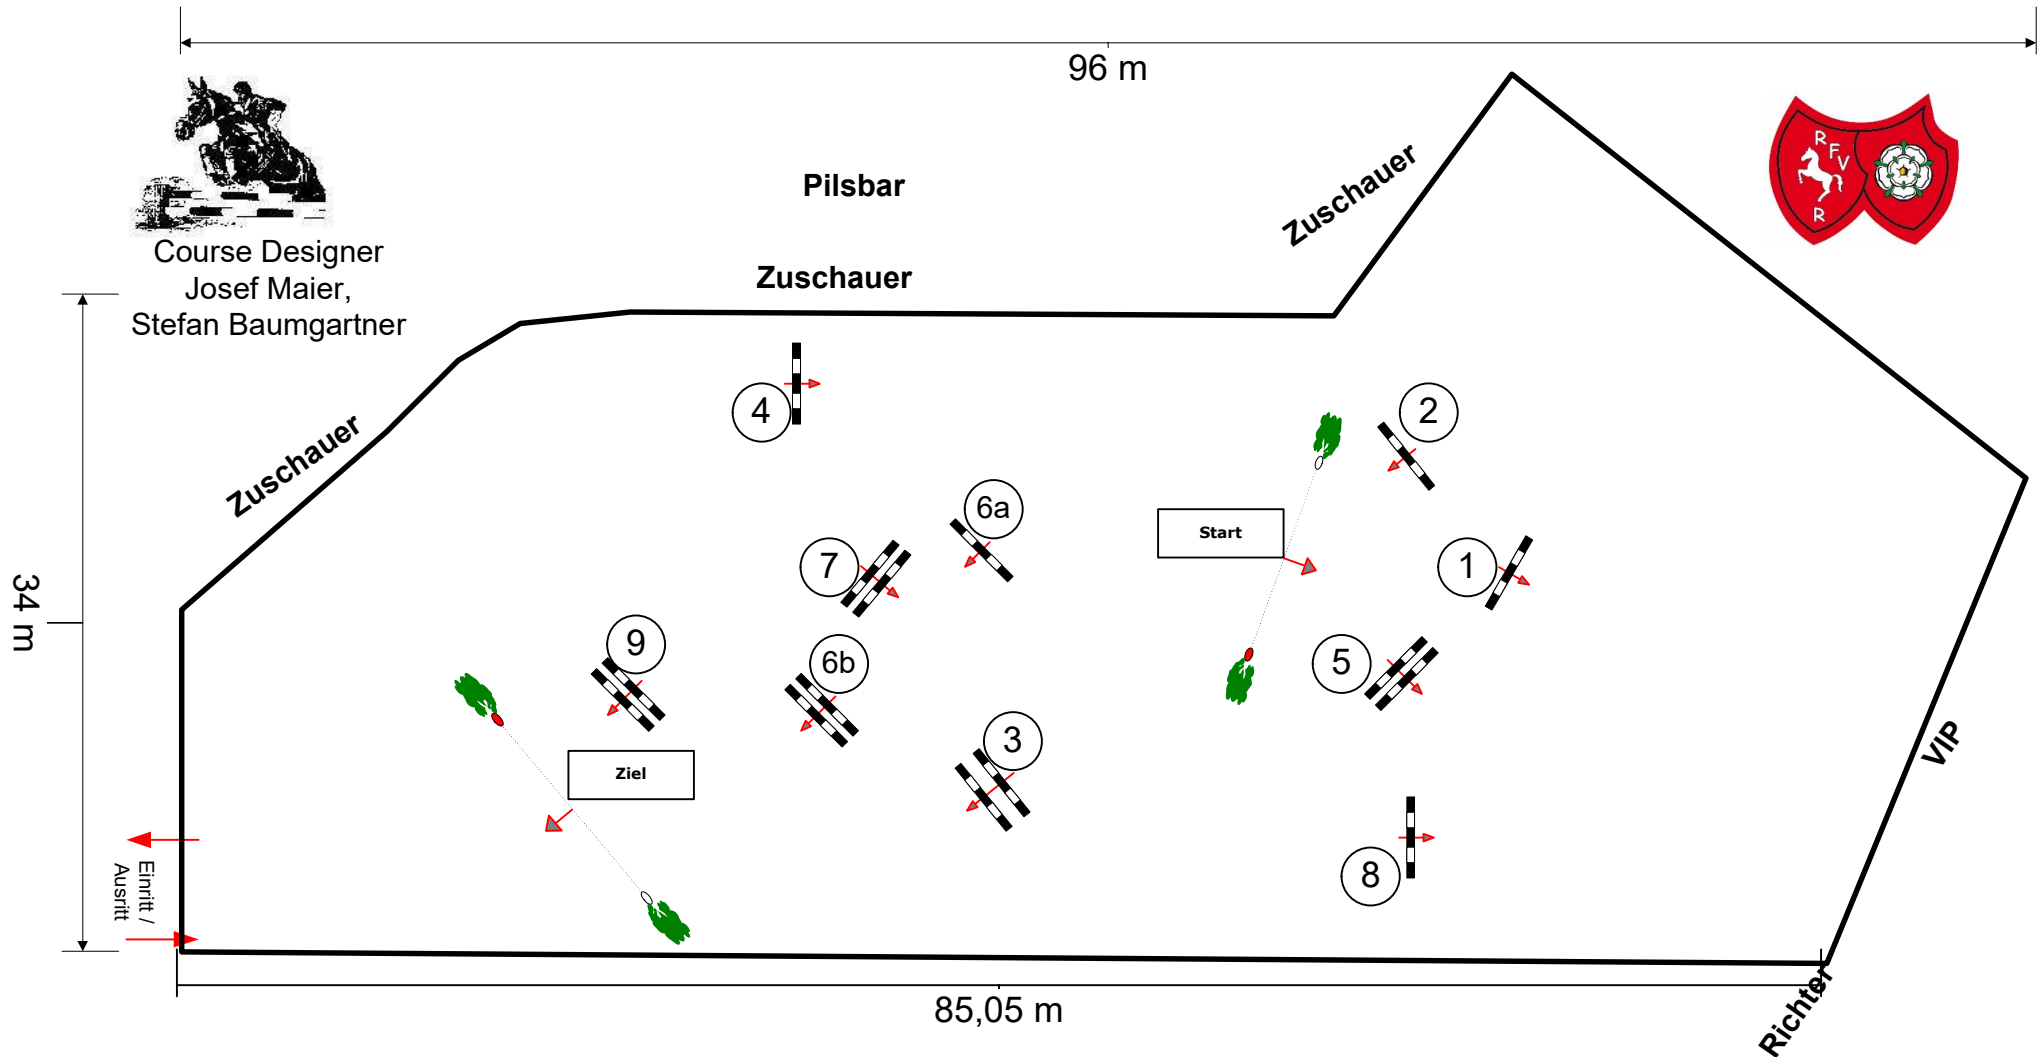 96 m
Course Designer
Josef Maier,
Stefan Baumgartner
Pilsbar
Zuschauer
Zuschauer
R
F
V
R
Zuschauer
4
2
6a
Start
7
1
34 m
9
6b
5
3
Ziel
VIP
8
Einritt /
Ausritt
85,05 m
Richter